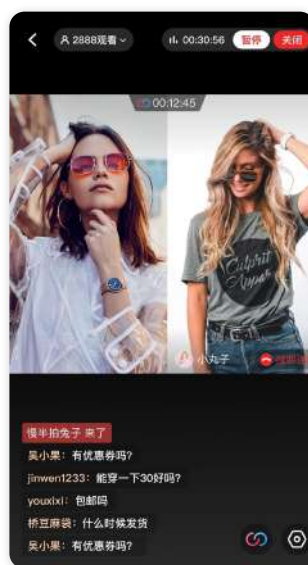 2888观看
00:30:56
暂停
关闭
00:12:45
Culprit
Appar
小丸子
慢半拍兔子 来了
吴小果：有优惠券吗?
jinwen1233：能穿一下30好吗?
youxixi：包邮吗
桥豆麻袋：什么时候发货
吴小果：有优惠券吗?